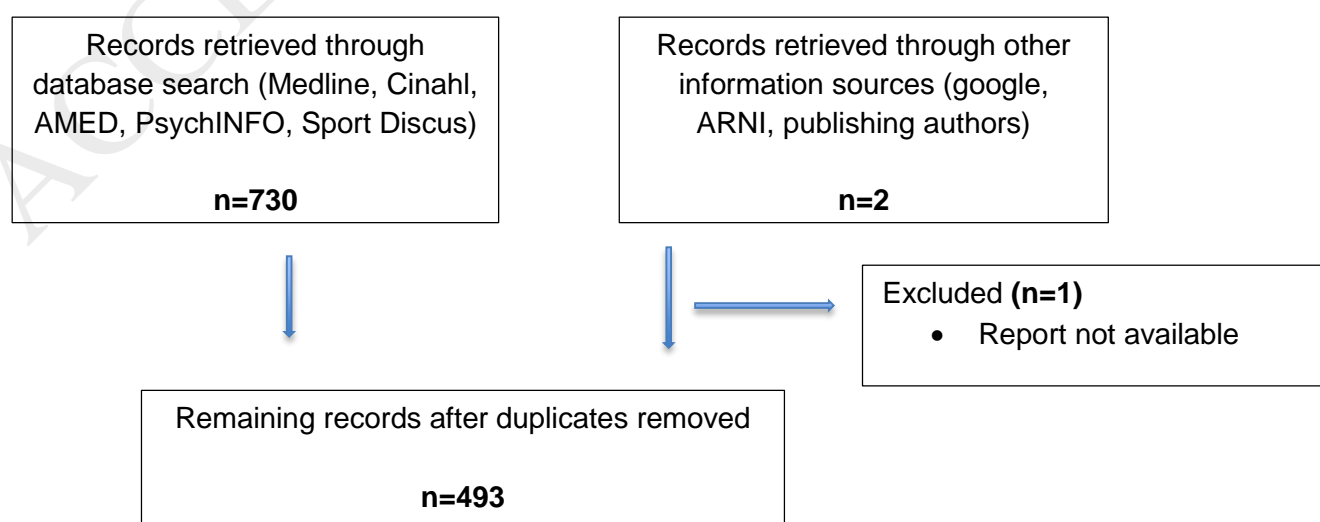 Records retrieved through
database search (Medline, Cinahl,
AMED, PsychINFO, Sport Discus)
n=730
Records retrieved through other
information sources (google,
ARNI, publishing authors)
n=2
Excluded (n=1)
• Report not available
Remaining records after duplicates removed
n=493